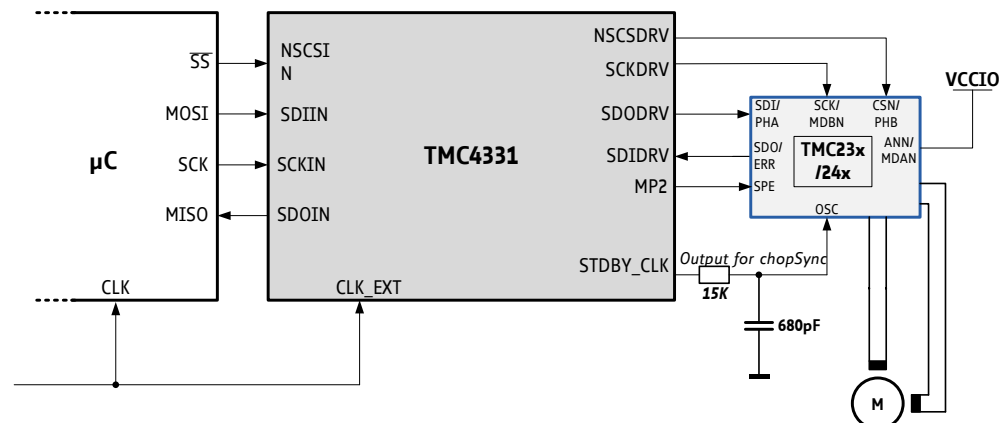 SS
MOSI
SCK
MISO
µC
CLK
NSCSI
N
SDIIN
SCKIN
SDOIN
CLK_EXT
TMC4331
NSCSDRV
SCKDRV
SDODRV
SDIDRV
MP2
STDBY_CLK
Output for chopSync
15K
680pF
SDI/
PHA
SCK/
MDBN
CSN/
PHB
SDO/
ERR
TMC23x
/24x
ANN/
MDAN
SPE
OSC
VCCIO
M